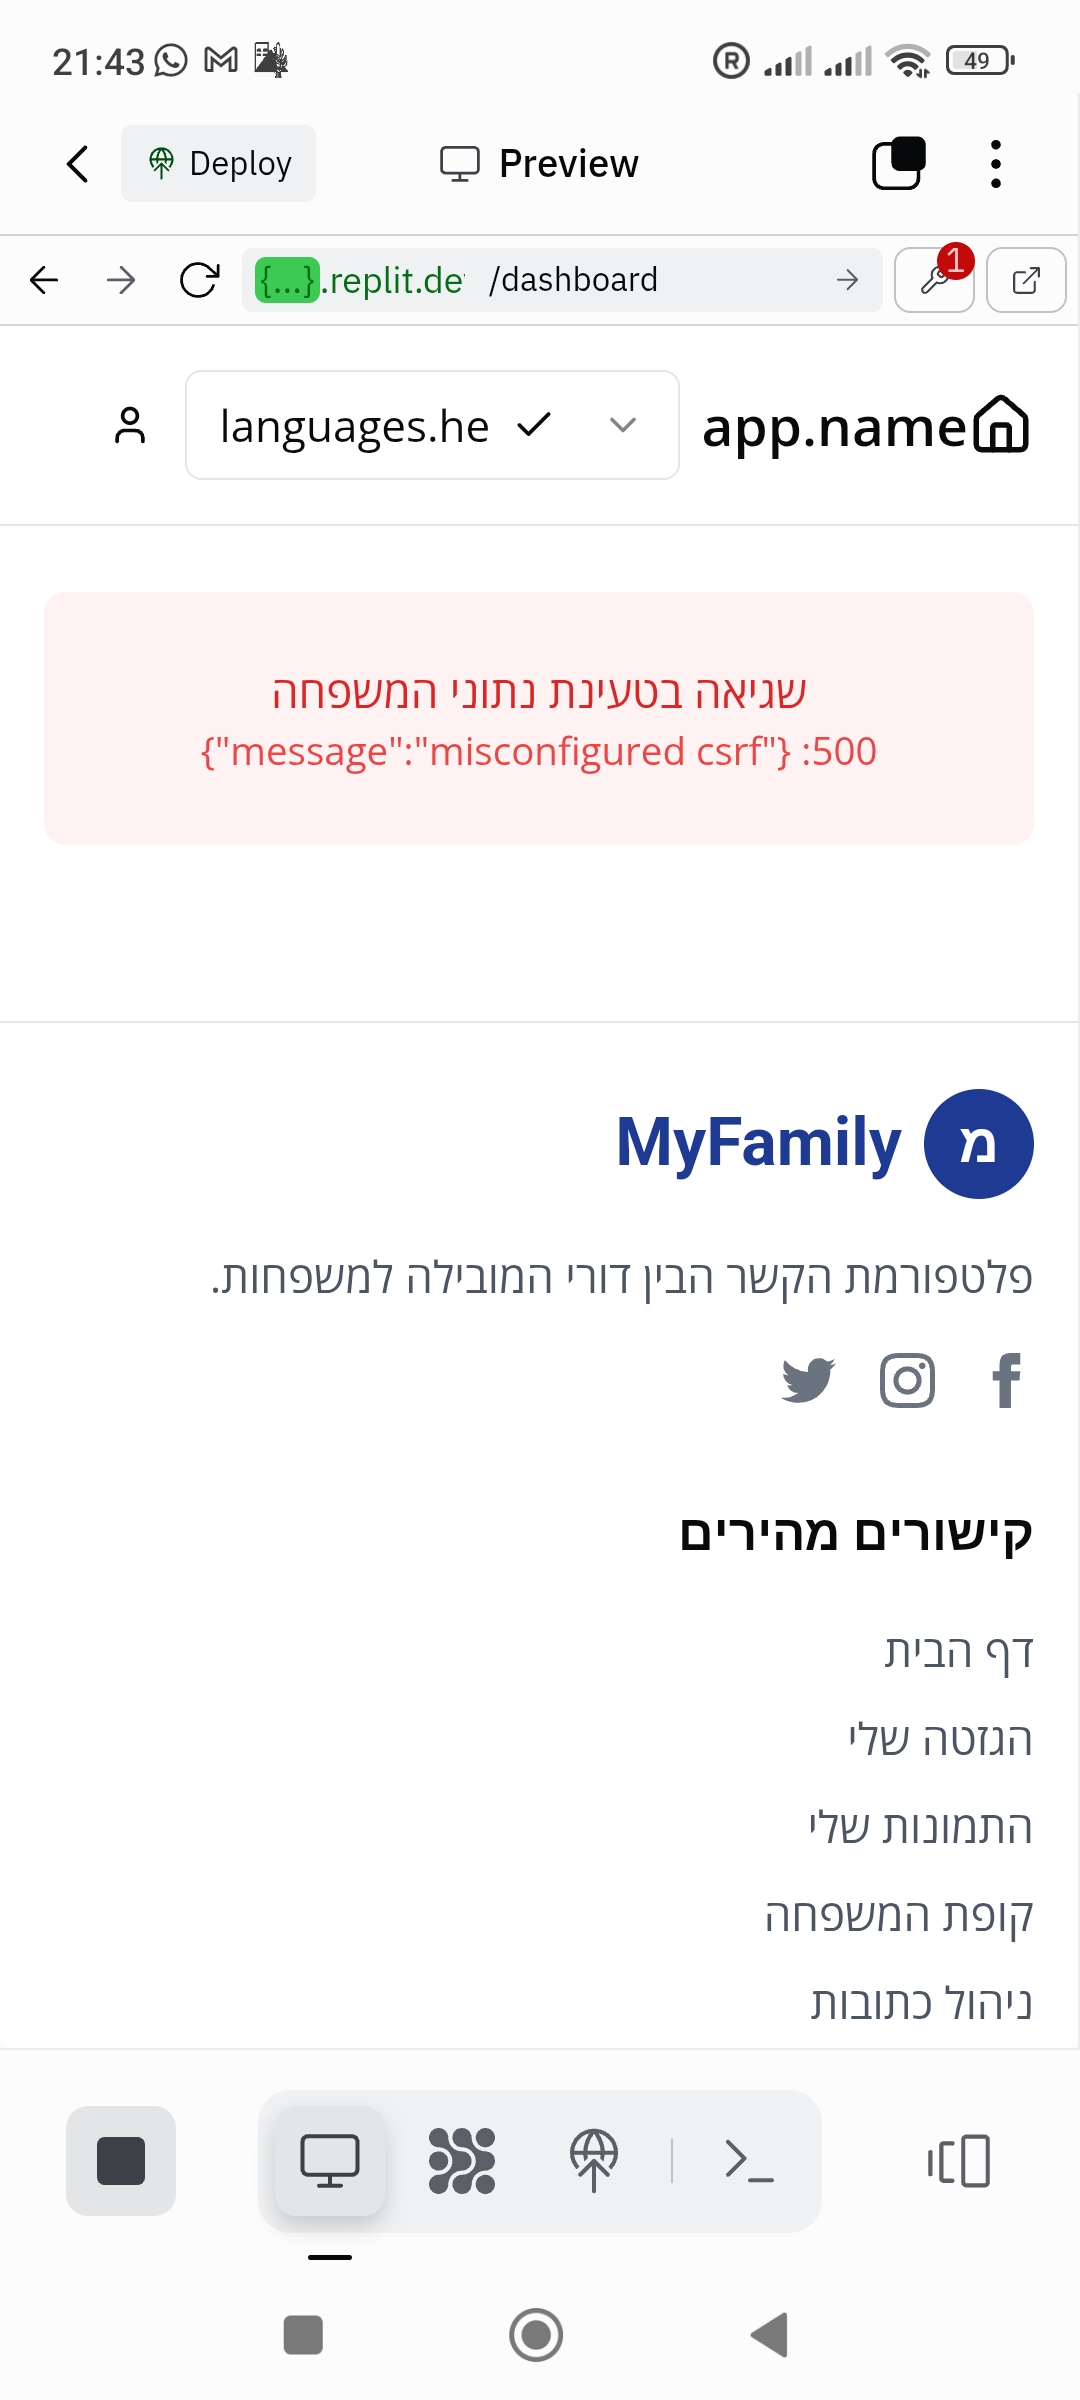 21:43
R
49
Deploy
Preview
{...}.replit.de
/dashboard
1
languages.he
app.name
שגיאה בטעינת נתוני המשפחה
500: {"message":"misconfigured csrf"}
MyFamily
מ
פלטפורמת הקשר הבין דורי המובילה למשפחות.
קישורים מהירים
דף הבית
הגזטה שלי
התמונות שלי
קופת המשפחה
ניהול כתובות